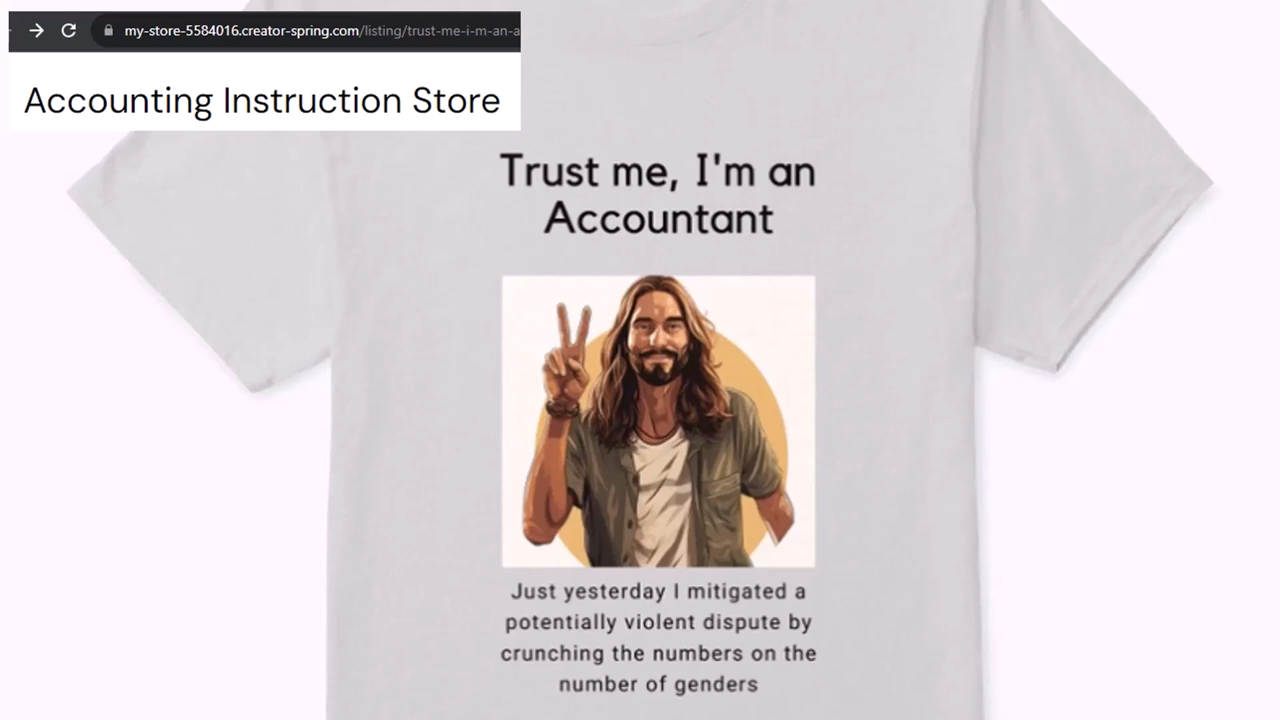 my-store-5584016.creator-spring.com/listing/trust-me-i-m-an-a
Accounting Instruction Store
Trust me, I'm an
Accountant
Just yesterday I mitigated a
potentially violent dispute by
crunching the numbers on the
number of genders